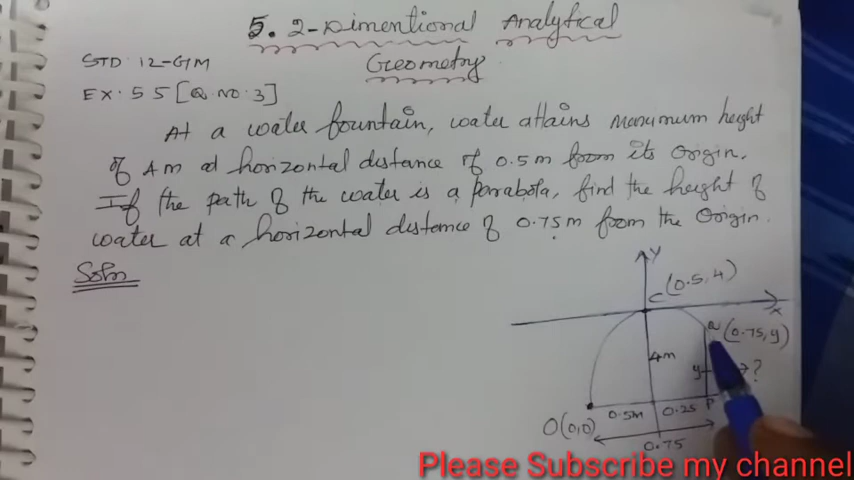 5. 2-Dimentional Analytical
Geometry
STD: 12-GM
EX: 5 5 [Q. NO: 3]
At a water fountain, water attains maximum height
of 4m at horizontal distance of 0.5m from its Origin.
If the path of the water is a parabola, find the height of
water at a horizontal distance of 0.75m from the Origin.
Soln
Y
C (0.5, 4)
x
Q (0.75, y)
4m
y
?
0.5m
0.25
P
O(0,0)
0.75
Please Subscribe my channel